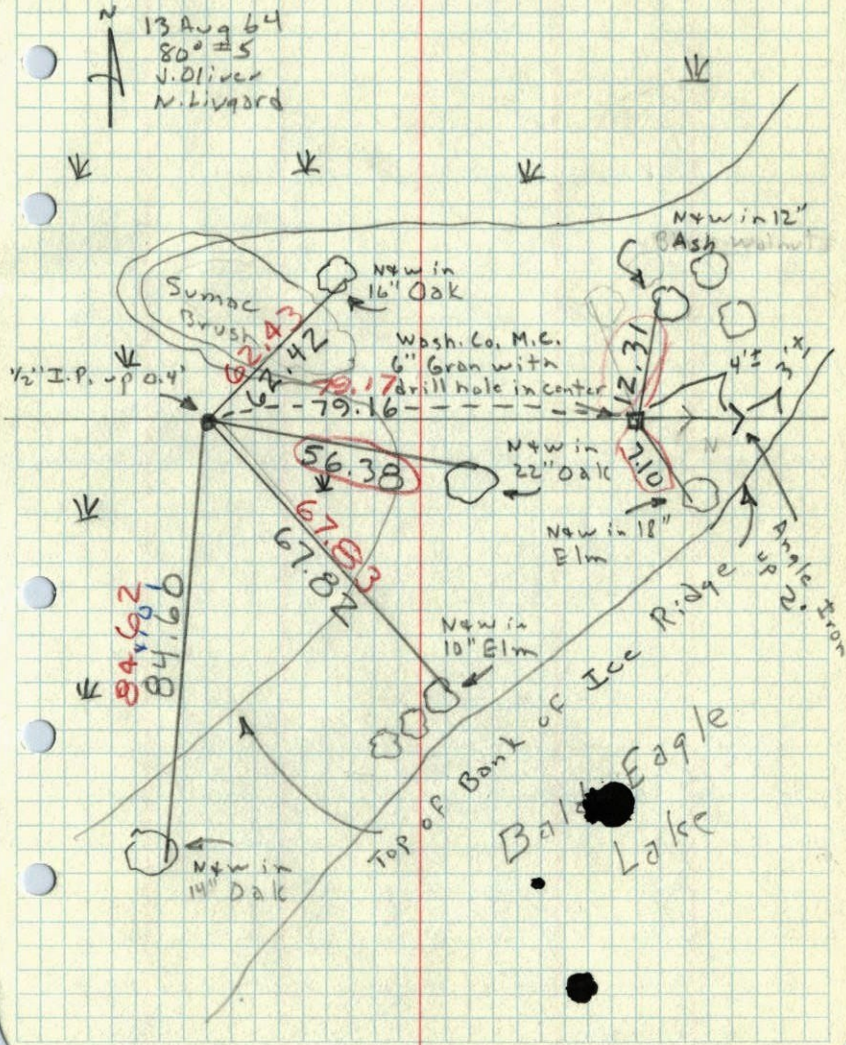 N
13 Aug 64
80° #5
J. Oliver
N. Livgard
N&w in 12"
Ash walnut
N&w in
16" Oak
Sumac
Brush
62.43
62.42
Wash. Co. M.C.
6" Gran with
drill hole in center
1/2" I.P. up 0.4'
79.17
79.16
12.31
4'±
3'±
N
56.38
N&w in
22" Oak
7.10
N&w in 18"
Elm
Angle Iron
up 2.
67.83
67.82
84.62
+.01
84.60
N&w in
10" Elm
Top of Bank of Ice Ridge
Bald Eagle
Lake
N&w in
14" Oak